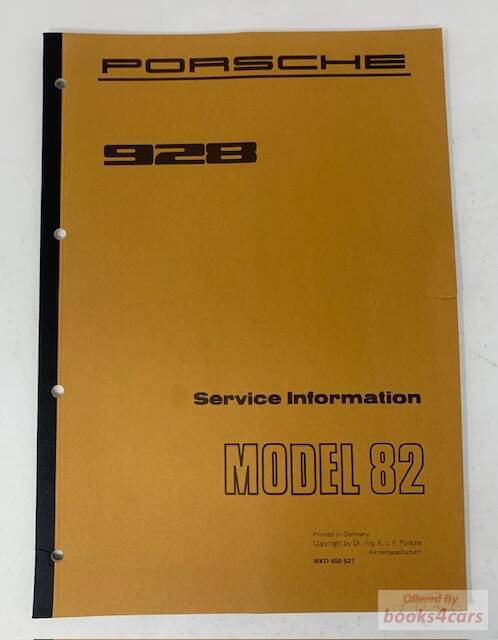 PORSCHE
928
Service Information
MODEL 82
Printed in Germany
Copyright by Dr.-Ing. h. c. F. Porsche
Aktiengesellschaft
WKD 450 521
Offered By
books4cars